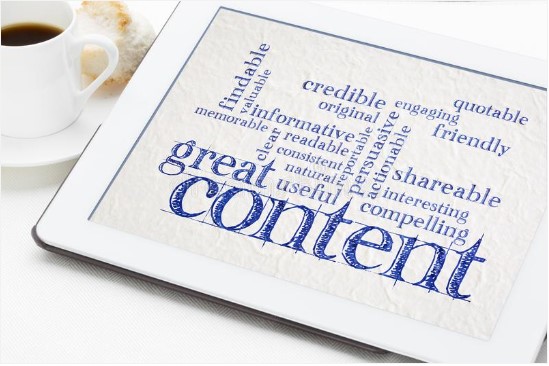 findable
valuable
credible
original
engaging
quotable
memorable
informative
clear
readable
reportable
persuasive
actionable
friendly
consistent
natural
shareable
great
useful
interesting
compelling
content